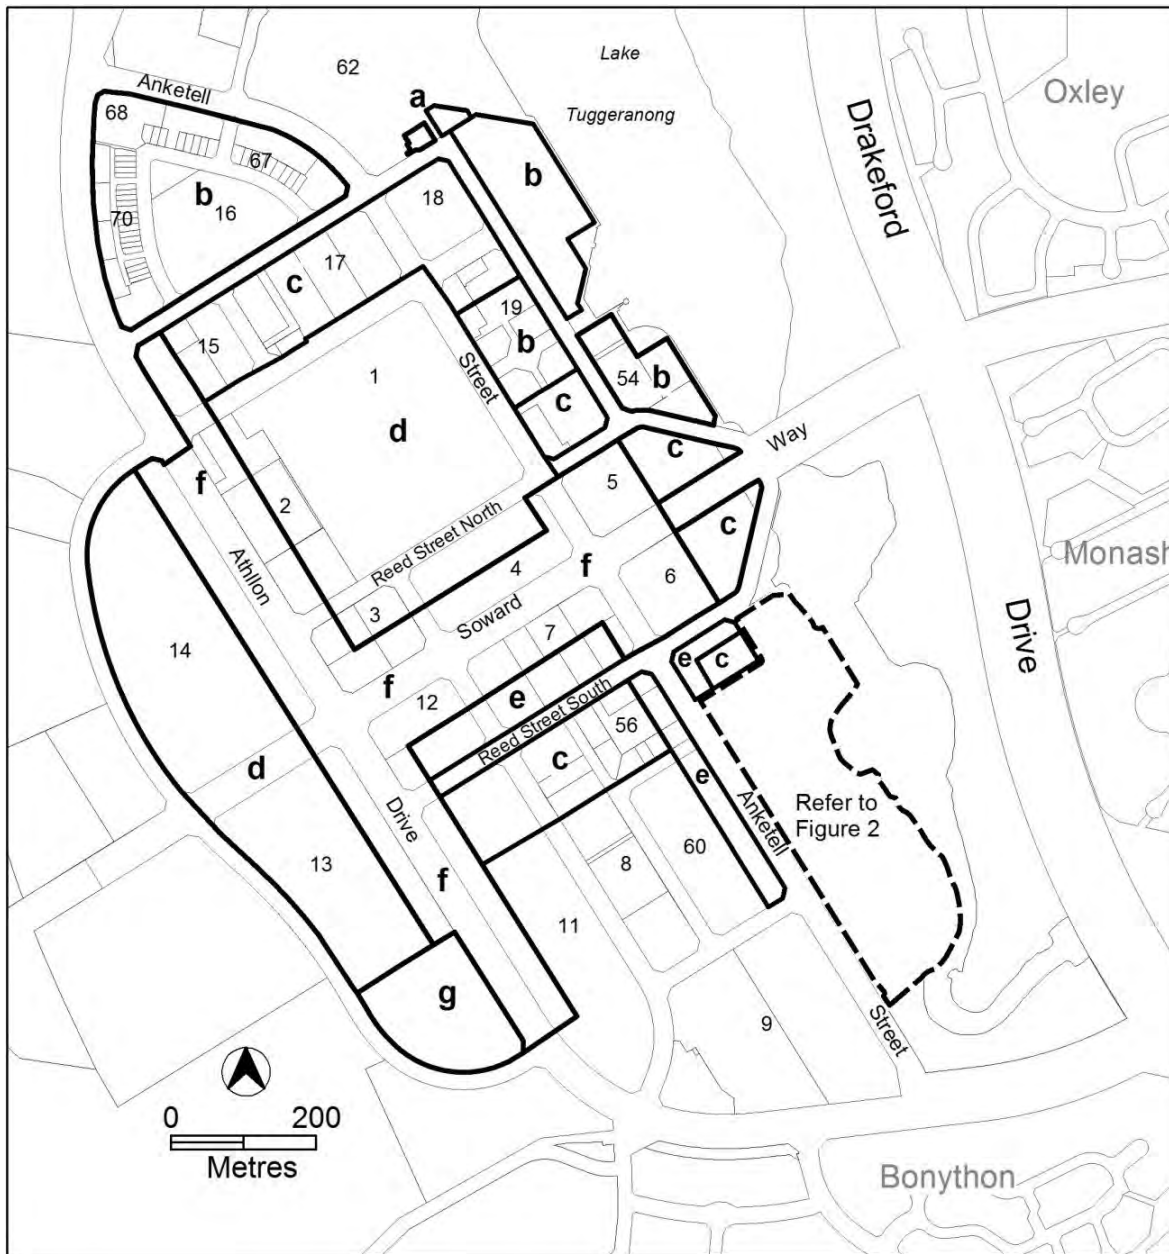 62
Lake
Tuggeranong
Oxley
Anketell
a
68
Drakeford
67
b
b
18
70
16
c
17
19
b
15
Street
1
54
b
c
d
Way
c
f
5
2
Reed Street North
c
Athllon
4
f
6
Monash
3
Soward
7
Drive
14
e
c
f
12
e
Reed Street South
56
d
c
e
Anketell
Refer to
Figure 2
Drive
13
60
8
f
11
g
9
Street
0 200
Metres
Bonython